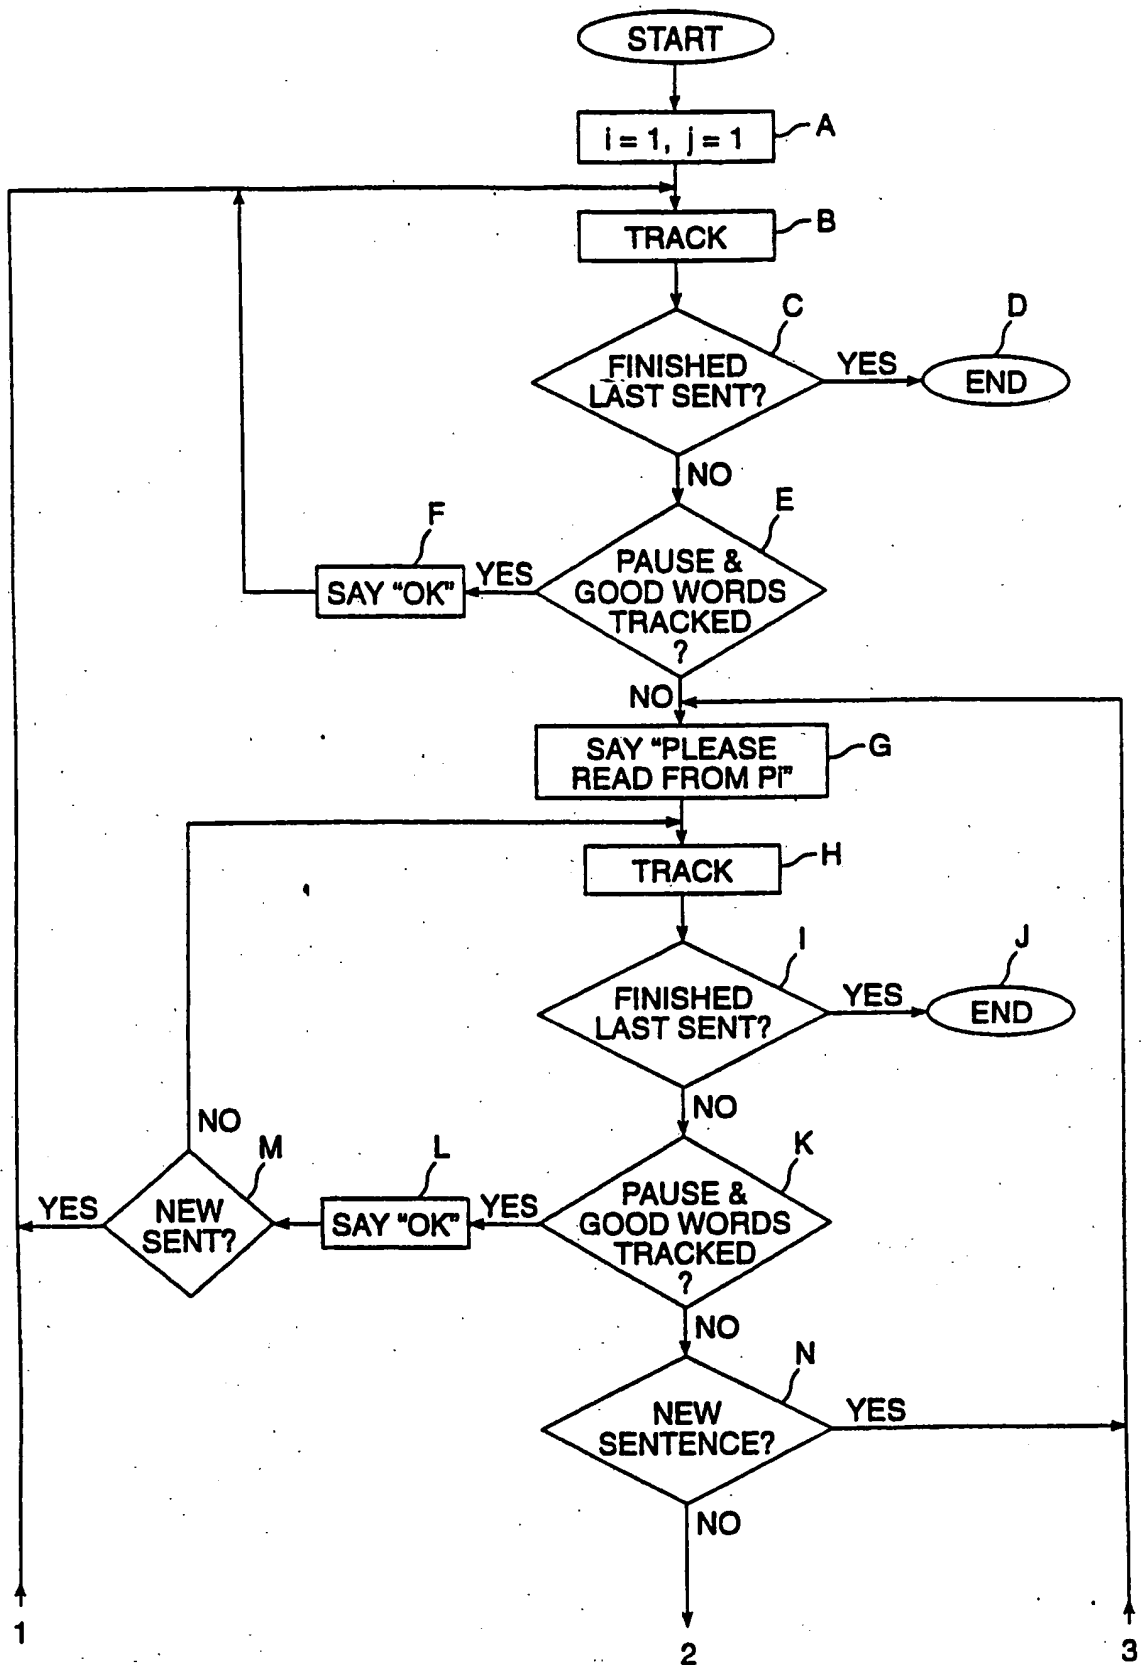 START
i = 1, j = 1
A
TRACK
B
C
D
FINISHED
LAST SENT?
YES
END
NO
E
F
PAUSE &
GOOD WORDS
TRACKED
?
YES
SAY “OK”
NO
SAY “PLEASE
READ FROM Pi”
G
TRACK
H
I
J
FINISHED
LAST SENT?
YES
END
NO
K
L
M
NO
PAUSE &
GOOD WORDS
TRACKED
?
YES
SAY “OK”
NEW
SENT?
YES
NO
N
NEW
SENTENCE?
YES
NO
1
2
3